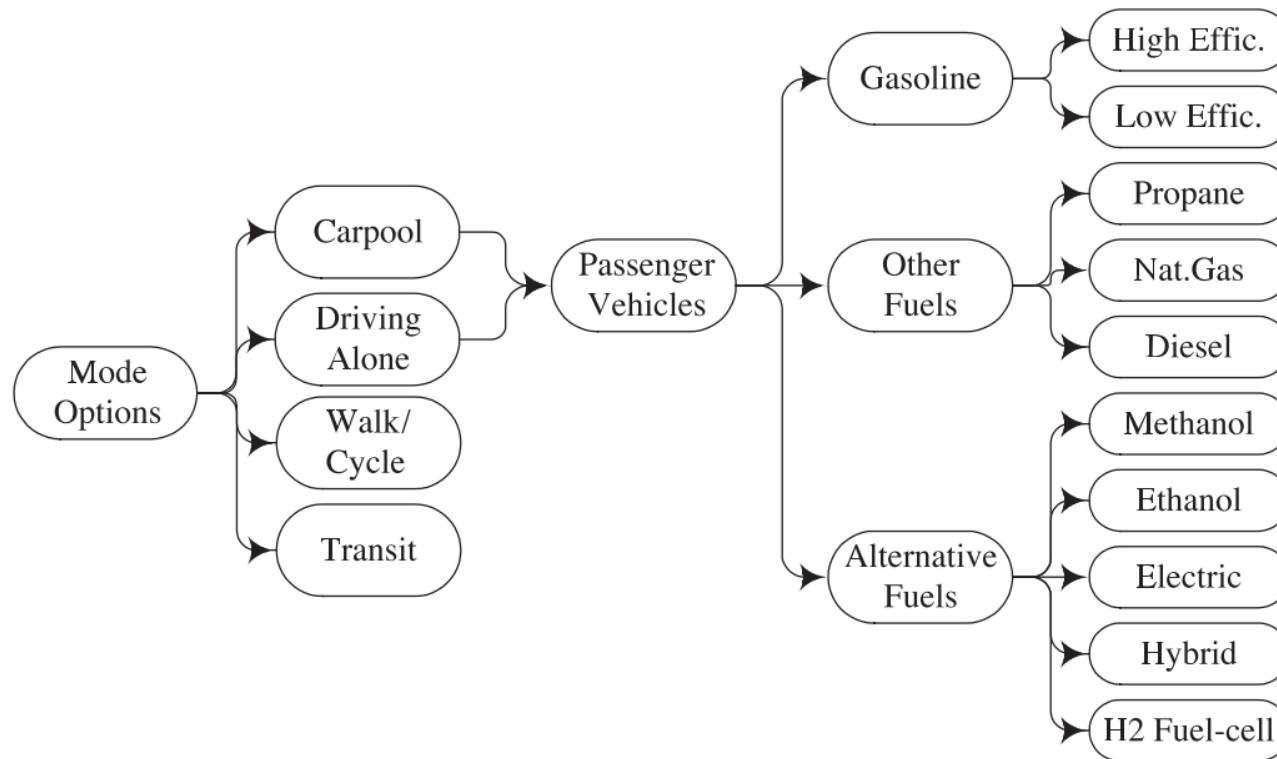 Mode
Options
Carpool
Driving
Alone
Walk/
Cycle
Transit
Passenger
Vehicles
Gasoline
Other
Fuels
Alternative
Fuels
High Effic.
Low Effic.
Propane
Nat.Gas
Diesel
Methanol
Ethanol
Electric
Hybrid
H2 Fuel-cell